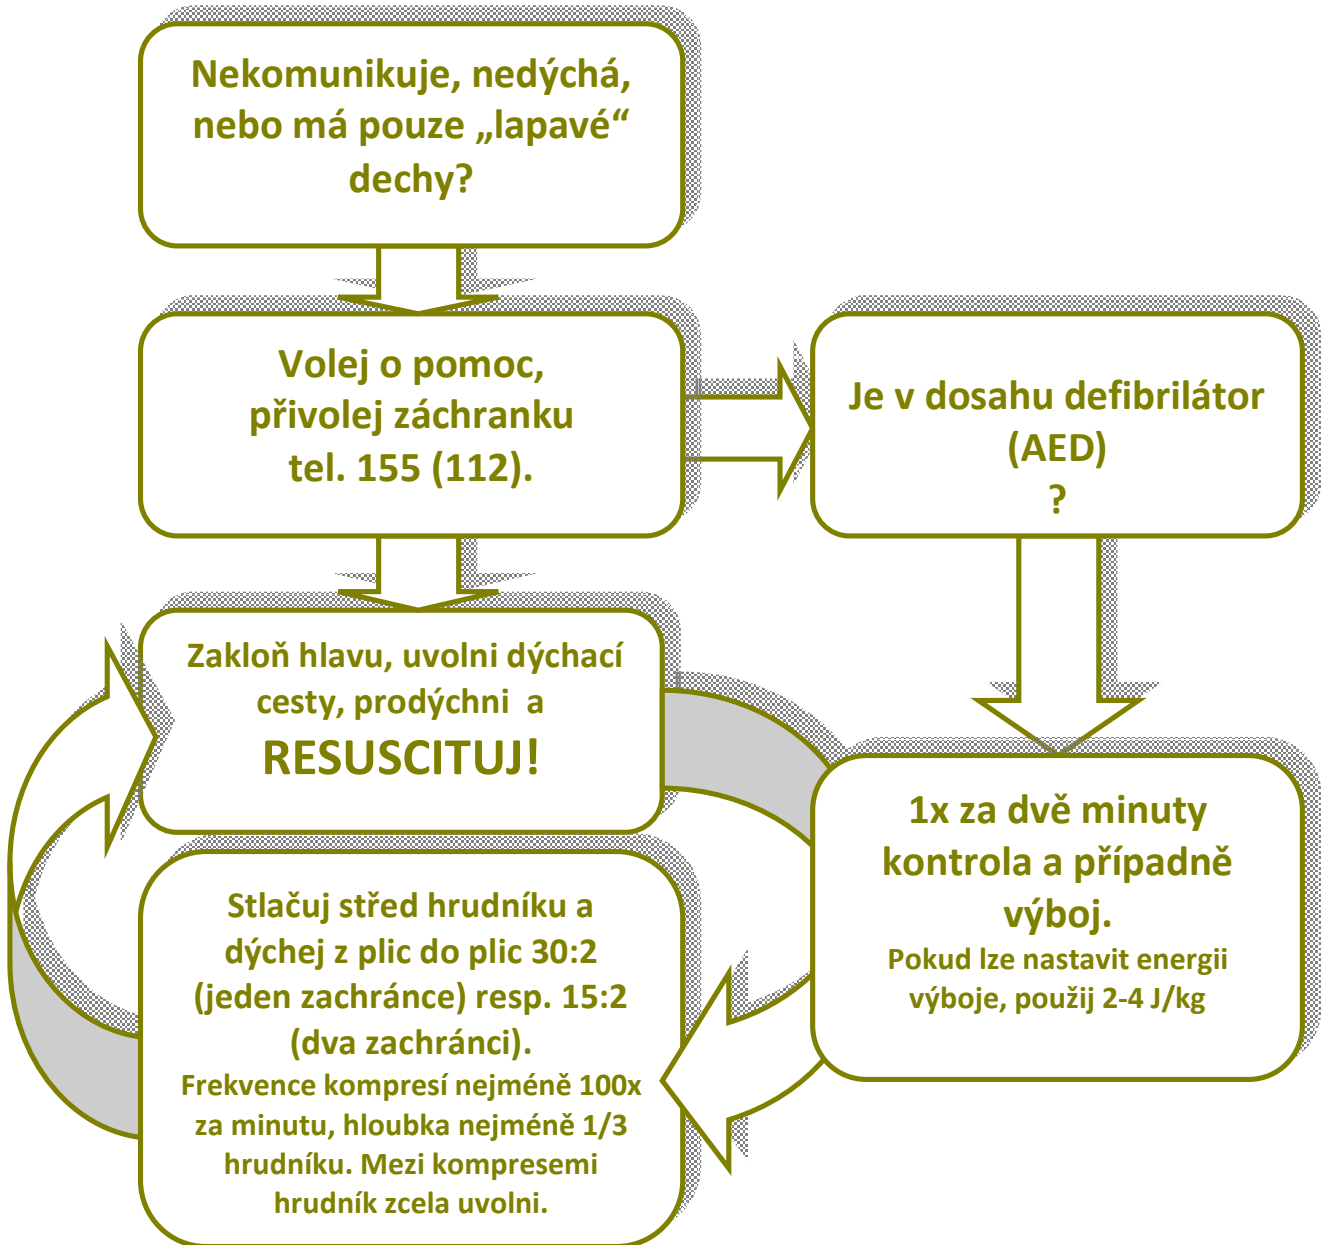 Nekomunikuje, nedýchá,
nebo má pouze „lapavé“
dechy?
Volej o pomoc,
přivolej záchranku
tel. 155 (112).
Je v dosahu defibrilátor
(AED)
?
Zakloň hlavu, uvolni dýchací
cesty, prodýchni a
RESUSCITUJ!
1x za dvě minuty
kontrola a případně
výboj.
Pokud lze nastavit energii
výboje, použij 2-4 J/kg
Stlačuj střed hrudníku a
dýchej z plic do plic 30:2
(jeden zachránce) resp. 15:2
(dva zachránci).
Frekvence kompresí nejméně 100x
za minutu, hloubka nejméně 1/3
hrudníku. Mezi kompresemi
hrudník zcela uvolni.